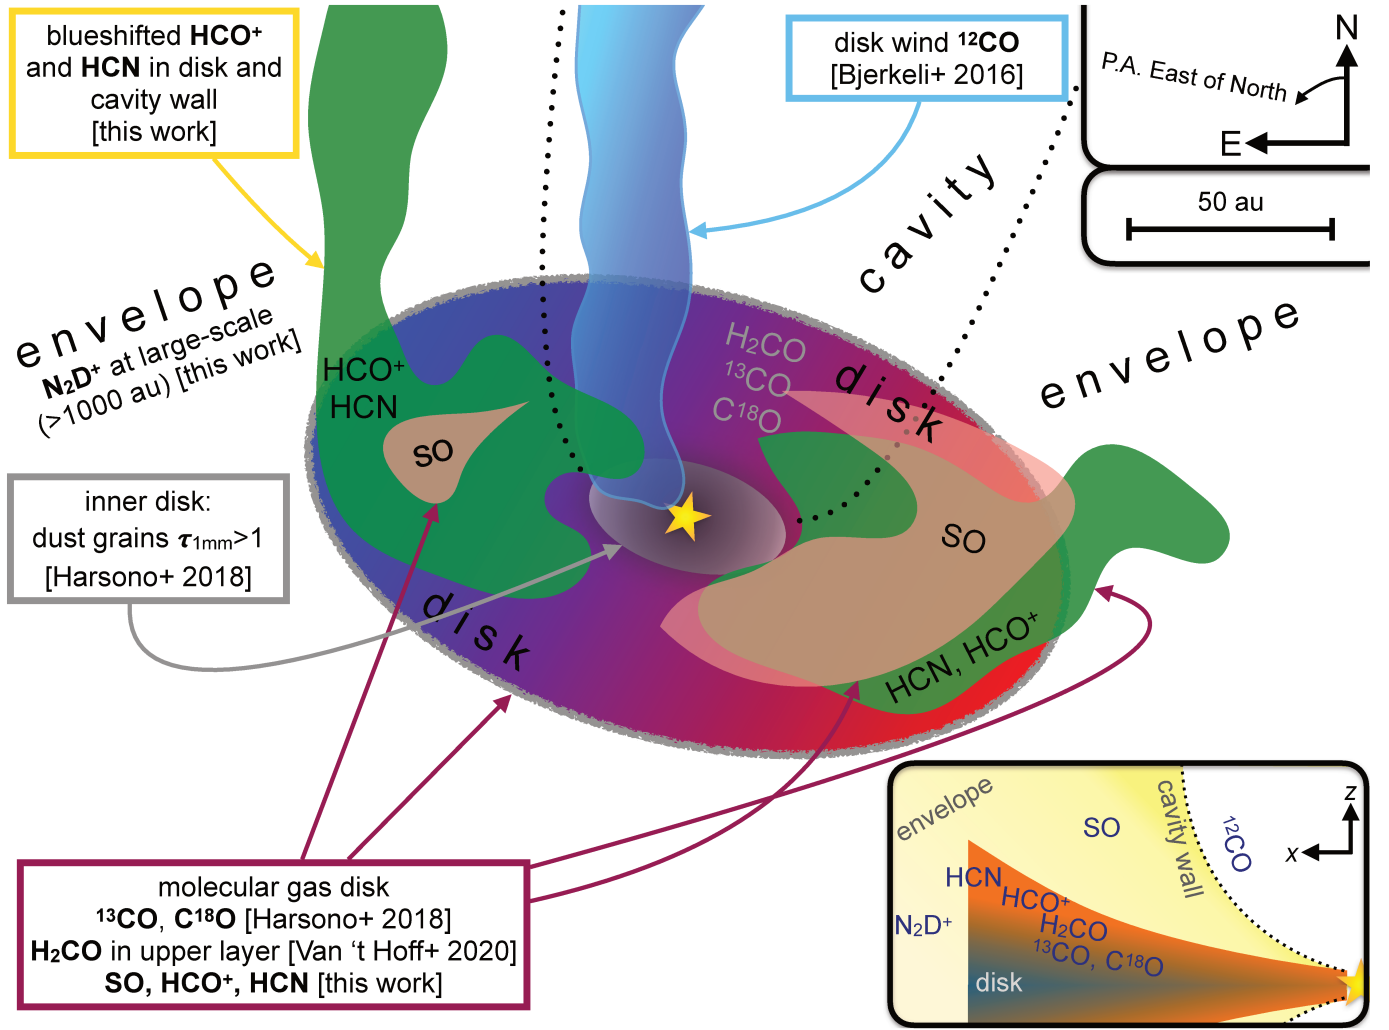 blueshifted HCO⁺
and HCN in disk and
cavity wall
[this work]
disk wind ¹²CO
[Bjerkeli+ 2016]
N
P.A. East of North
E
50 au
cavity
envelope
N₂D⁺ at large-scale
(>1000 au) [this work]
envelope
HCO⁺
HCN
SO
H₂CO
¹³CO
C¹⁸O
disk
SO
HCN, HCO⁺
disk
inner disk:
dust grains τ₁ₘₘ>1
[Harsono+ 2018]
molecular gas disk
¹³CO, C¹⁸O [Harsono+ 2018]
H₂CO in upper layer [Van ‘t Hoff+ 2020]
SO, HCO⁺, HCN [this work]
envelope
SO
cavity wall
¹²CO
z
x
HCN
HCO⁺
H₂CO
¹³CO, C¹⁸O
N₂D⁺
disk